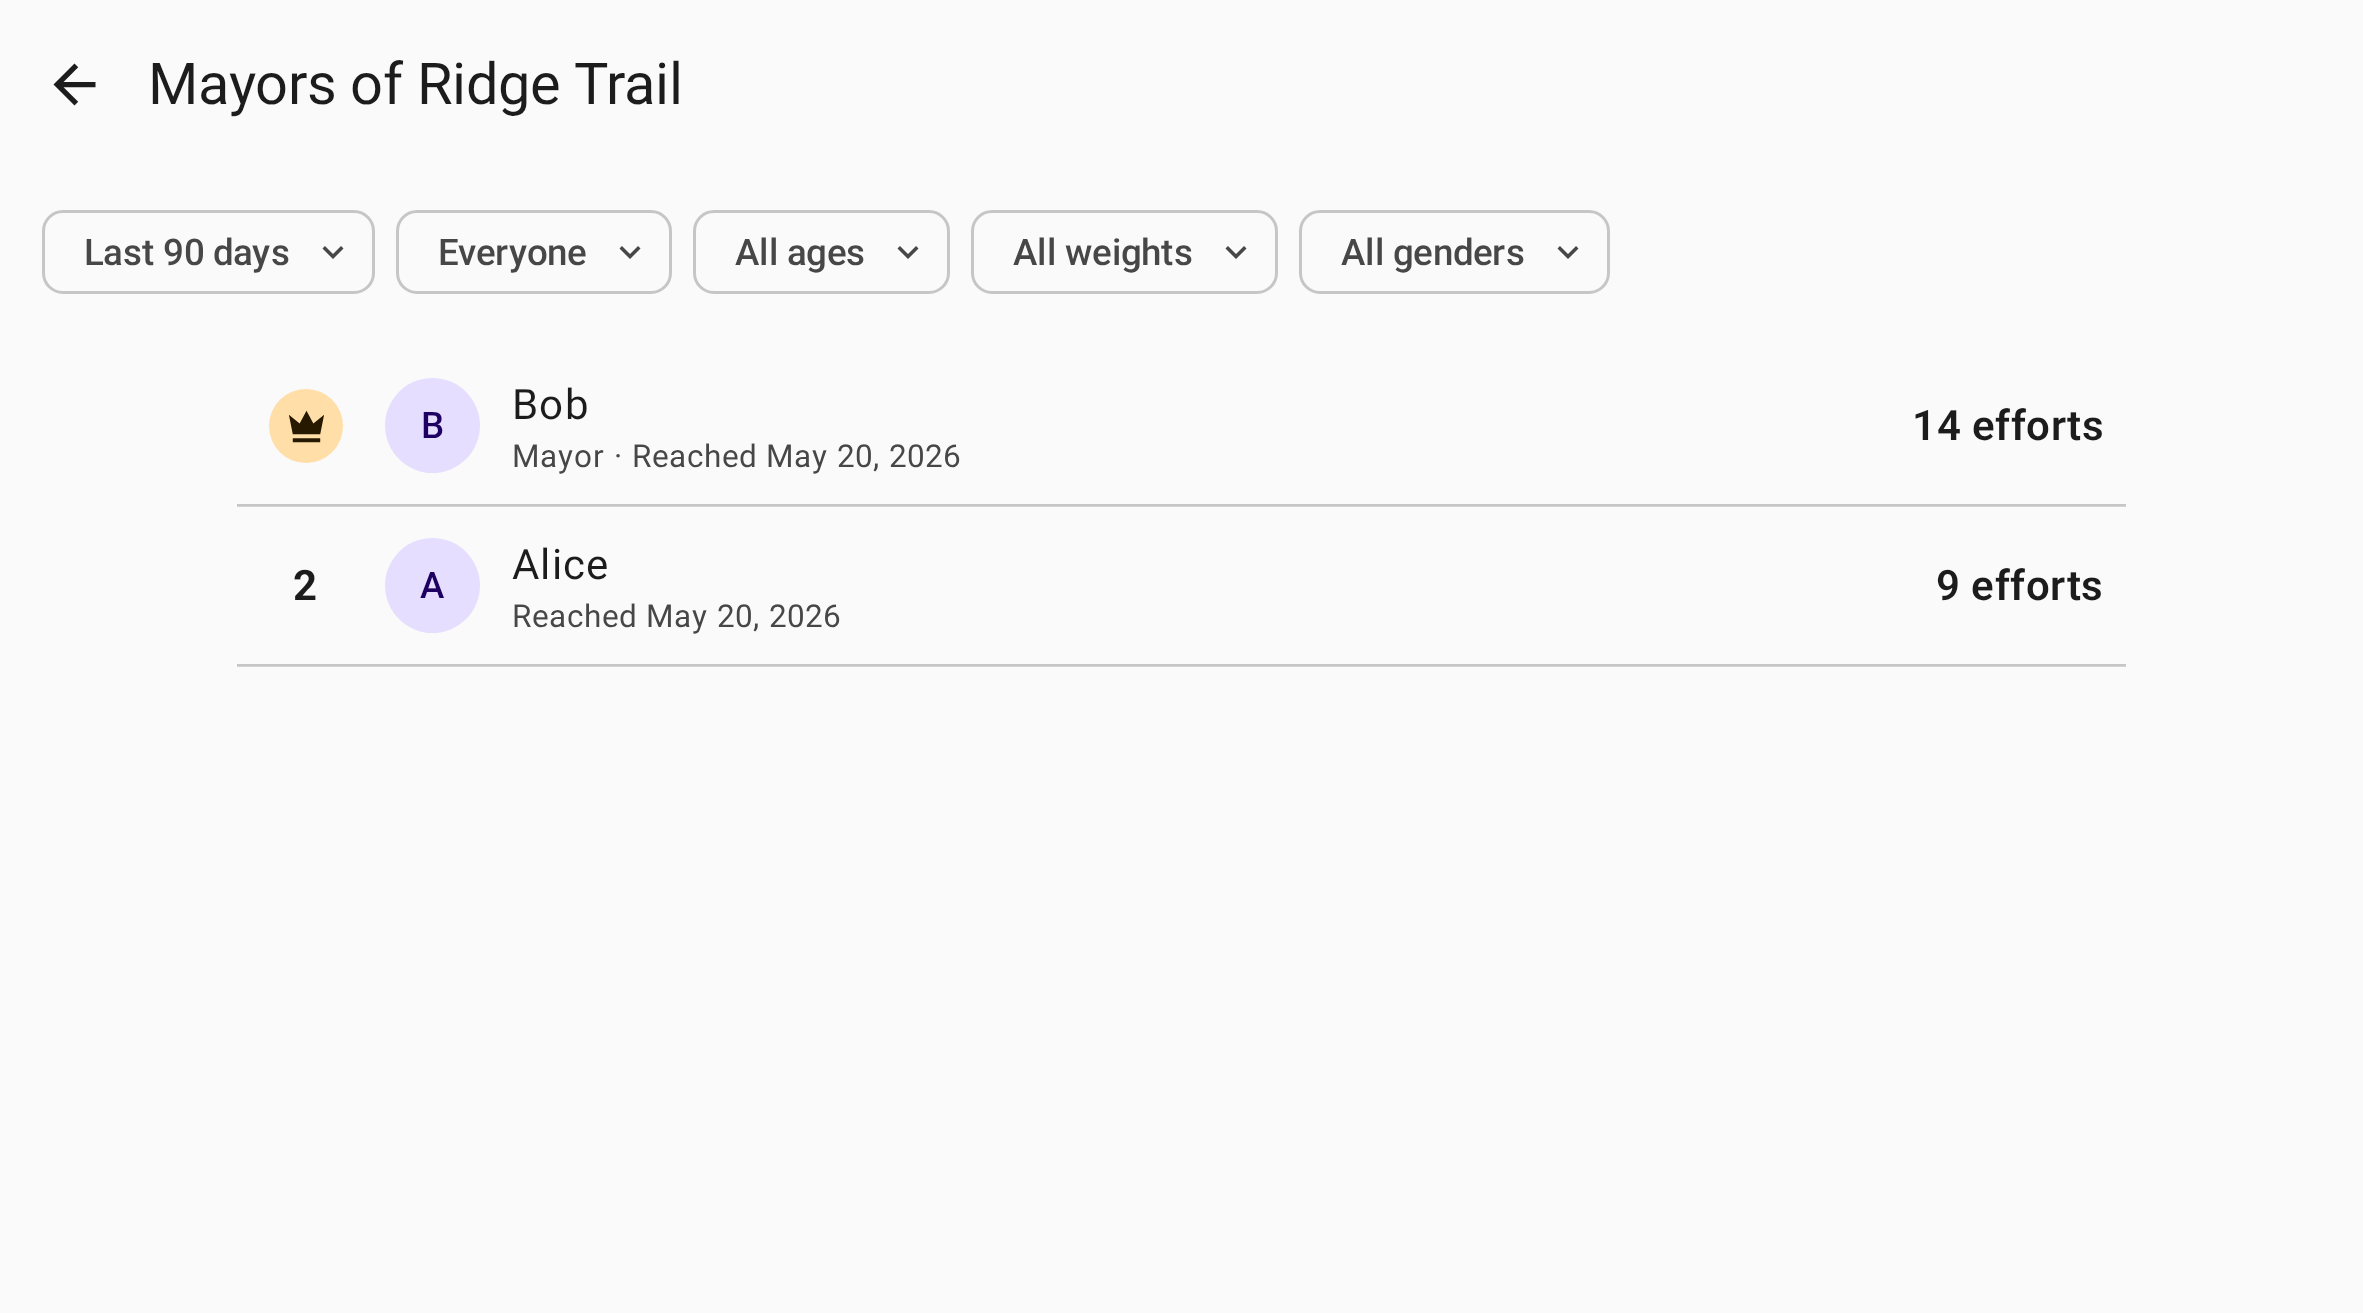 Mayors of Ridge Trail
Last 90 days
Everyone
All ages
All weights
All genders
B
Bob
Mayor · Reached May 20, 2026
14 efforts
2
A
Alice
Reached May 20, 2026
9 efforts